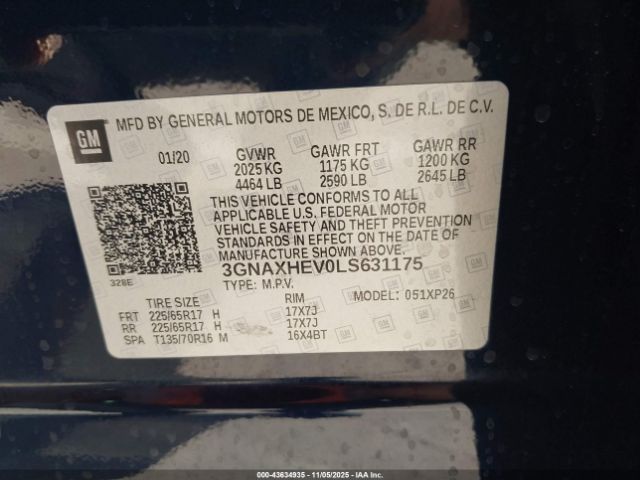 GM
MFD BY GENERAL MOTORS DE MEXICO, S. DE R.L. DE C.V.
01/20 GVWR GAWR FRT GAWR RR
2025 KG 1175 KG 1200 KG
4464 LB 2590 LB 2645 LB
THIS VEHICLE CONFORMS TO ALL
APPLICABLE U.S. FEDERAL MOTOR
VEHICLE SAFETY AND THEFT PREVENTION
STANDARDS IN EFFECT ON THE DATE OF
MANUFACTURE SHOWN ABOVE.
328E
3GNAXHEV0LS631175
TYPE: M.P.V. MODEL: 051XP26
TIRE SIZE RIM
FRT 225/65R17 H 17X7J
RR 225/65R17 H 17X7J
SPA T135/70R16 M 16X4BT
© 2000-43634935 - 11/05/2025 - IAA, Inc.